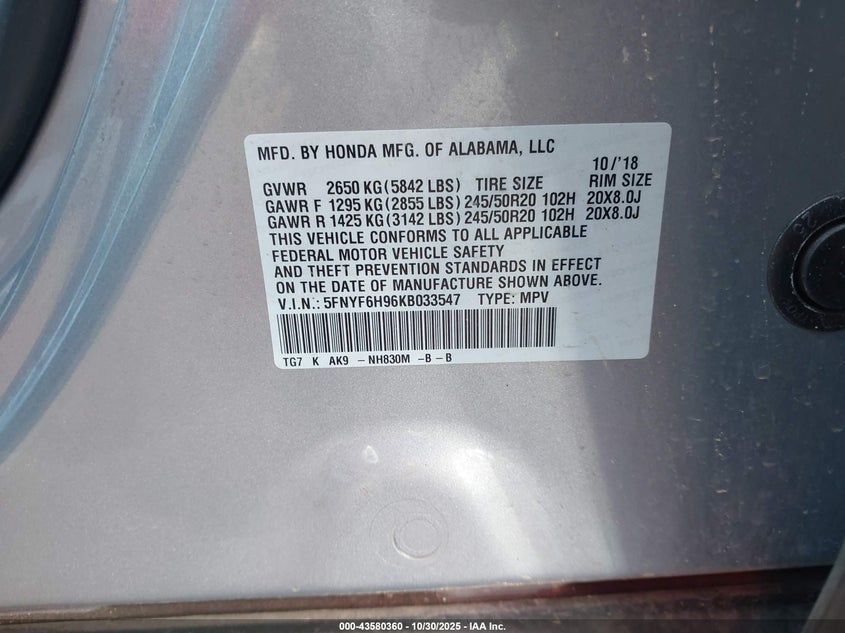 MFD. BY HONDA MFG. OF ALABAMA, LLC
10/'18
GVWR 2650 KG(5842 LBS) TIRE SIZE RIM SIZE
GAWR F 1295 KG(2855 LBS) 245/50R20 102H 20X8.0J
GAWR R 1425 KG(3142 LBS) 245/50R20 102H 20X8.0J
THIS VEHICLE CONFORMS TO ALL APPLICABLE
FEDERAL MOTOR VEHICLE SAFETY
AND THEFT PREVENTION STANDARDS IN EFFECT
ON THE DATE OF MANUFACTURE SHOWN ABOVE.
V.I.N.: 5FNYF6H96KB033547 TYPE: MPV
TG7 K AK9 -NH830M -B-B
000-43580360 - 10/30/2025 - IAA Inc.